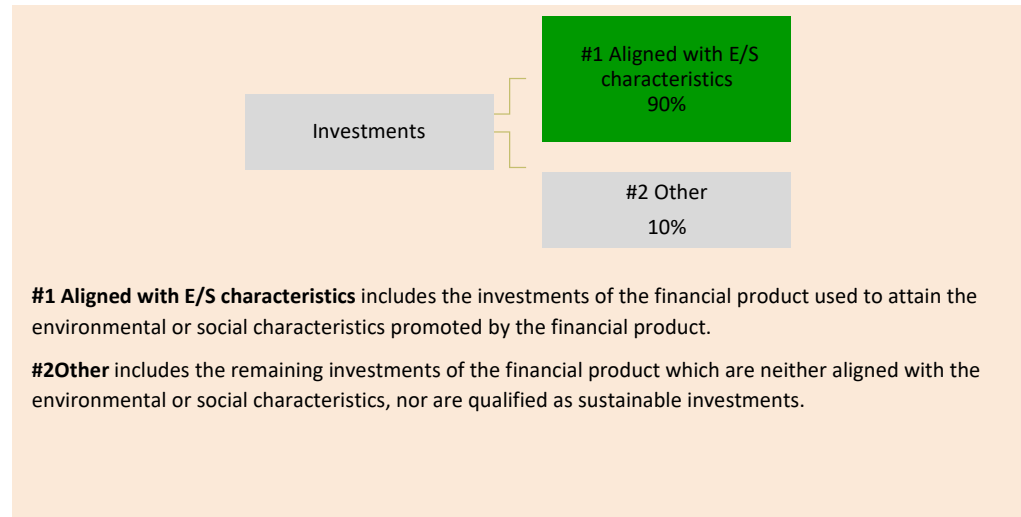 #1 Aligned with E/S
characteristics
90%
Investments
#2 Other
10%
#1 Aligned with E/S characteristics includes the investments of the financial product used to attain the
environmental or social characteristics promoted by the financial product.
#2Other includes the remaining investments of the financial product which are neither aligned with the
environmental or social characteristics, nor are qualified as sustainable investments.